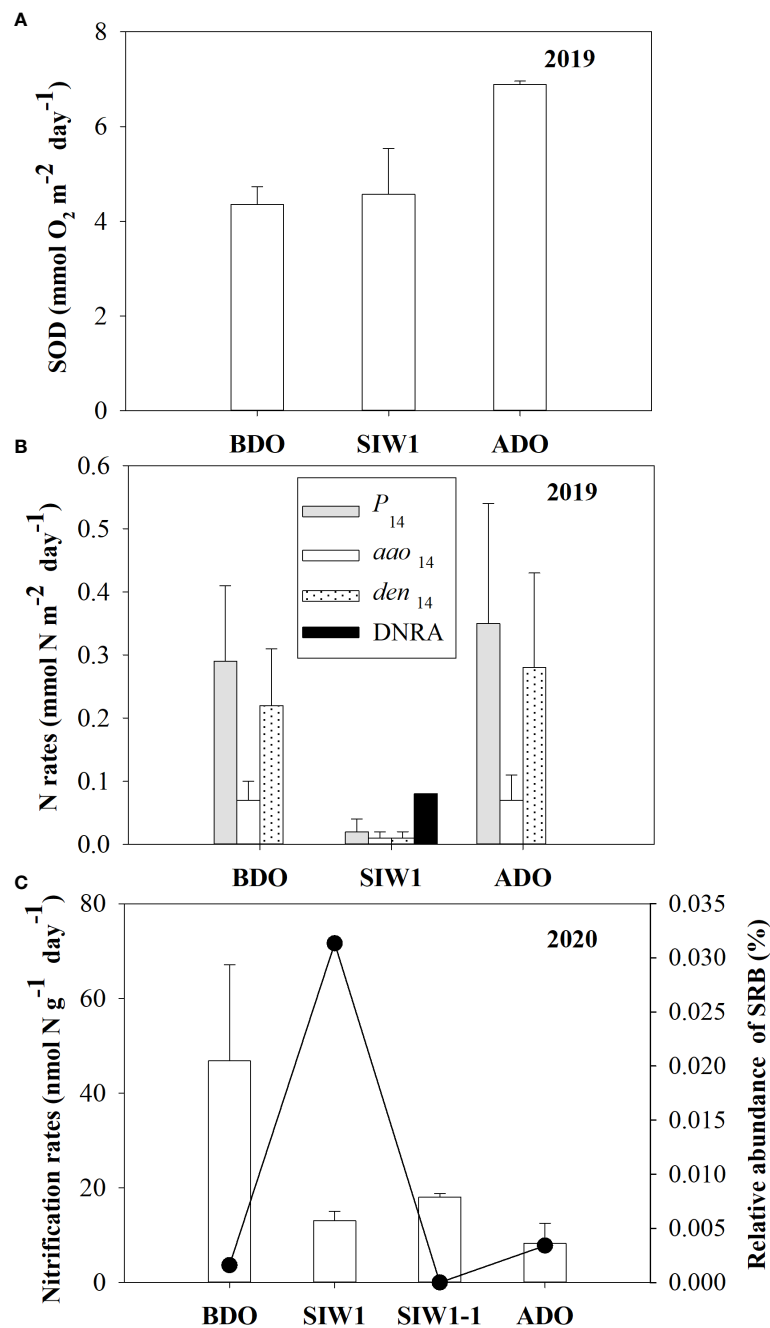 A
8
6
4
2
0
SOD (mmol O2 m-2 day-1)
2019
BDO SIW1 ADO
B
0.6
0.5
0.4
0.3
0.2
0.1
0.0
N rates (mmol N m-2 day-1)
P14
aao14
den14
DNRA
2019
BDO SIW1 ADO
C
80
60
40
20
0
Nitrification rates (nmol N g-1 day-1)
2020
0.035
0.030
0.025
0.020
0.015
0.010
0.005
0.000
Relative abundance of SRB (%)
BDO SIW1 SIW1-1 ADO